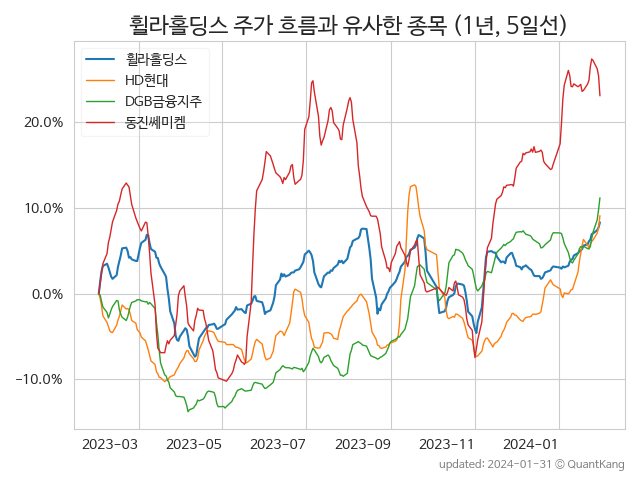 휠라홀딩스 주가 흐름과 유사한 종목 (1년, 5일선)
휠라홀딩스
HD현대
DGB금융지주
동진쎄미켐
20.0%
10.0%
0.0%
−10.0%
2023-03 2023-05 2023-07 2023-09 2023-11 2024-01
updated: 2024-01-31 © QuantKang